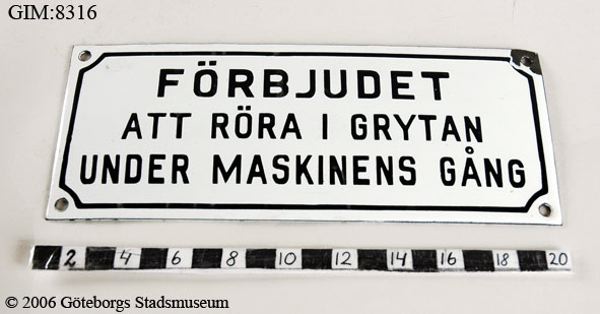 GIM:8316
FÖRBJUDET
ATT RÖRA I GRYTAN
UNDER MASKINENS GÅNG
2 4 6 8 10 12 14 16 18 20
© 2006 Göteborgs Stadsmuseum